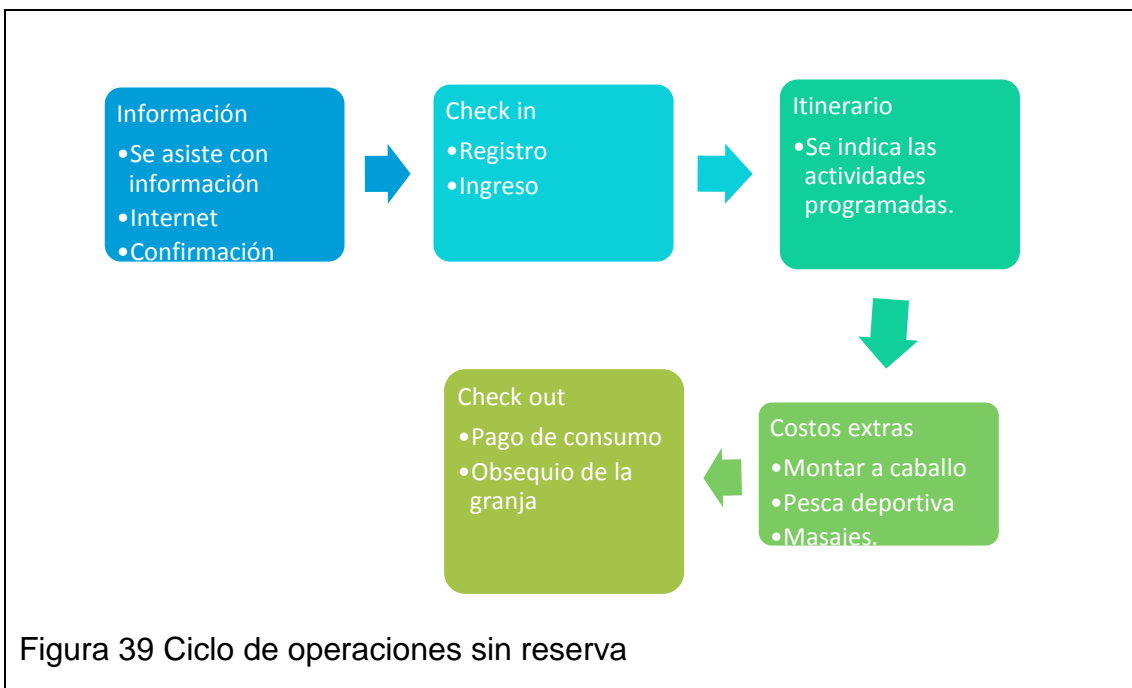 Información
•Se asiste con
información
•Internet
•Confirmación
Check in
•Registro
•Ingreso
Itinerario
•Se indica las
actividades
programadas.
Costos extras
•Montar a caballo
•Pesca deportiva
•Masajes.
Check out
•Pago de consumo
•Obsequio de la
granja
Figura 39 Ciclo de operaciones sin reserva